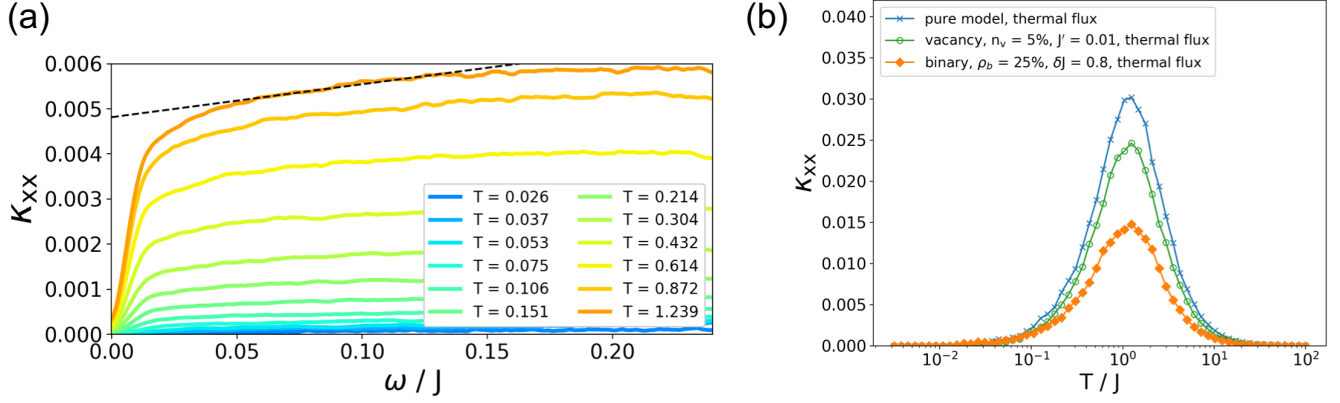 (a)
0.006
0.005
0.004
0.003
0.002
0.001
0.000
κxx
0.00
0.05
0.10
0.15
0.20
ω / J
T = 0.026
T = 0.037
T = 0.053
T = 0.075
T = 0.106
T = 0.151
T = 0.214
T = 0.304
T = 0.432
T = 0.614
T = 0.872
T = 1.239
(b)
0.040
0.035
0.030
0.025
0.020
0.015
0.010
0.005
0.000
κxx
10⁻²
10⁻¹
10⁰
10¹
10²
T / J
pure model, thermal flux
vacancy, nᵥ = 5%, J′ = 0.01, thermal flux
binary, ρb = 25%, δJ = 0.8, thermal flux